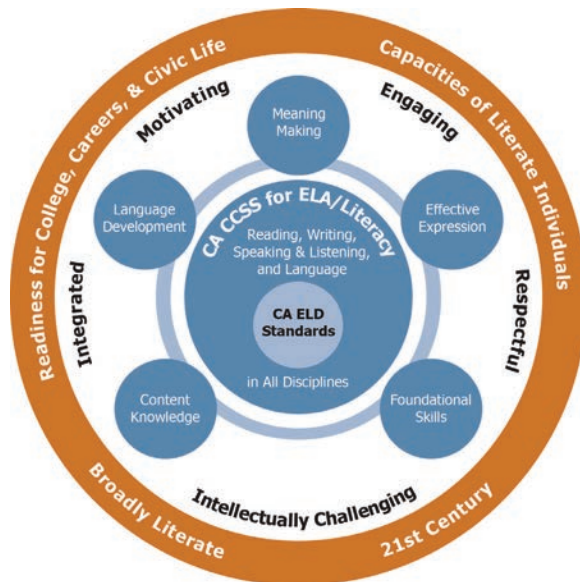 Readiness for College, Careers, & Civic Life
Capacities of Literate Individuals
Motivating
Engaging
Meaning
Making
Language
Development
Effective
Expression
CA CCSS for ELA/Literacy
Reading, Writing,
Speaking & Listening,
and Language
CA ELD
Standards
in All Disciplines
Integrated
Respectful
Content
Knowledge
Foundational
Skills
Intellectually Challenging
Broadly Literate
21st Century